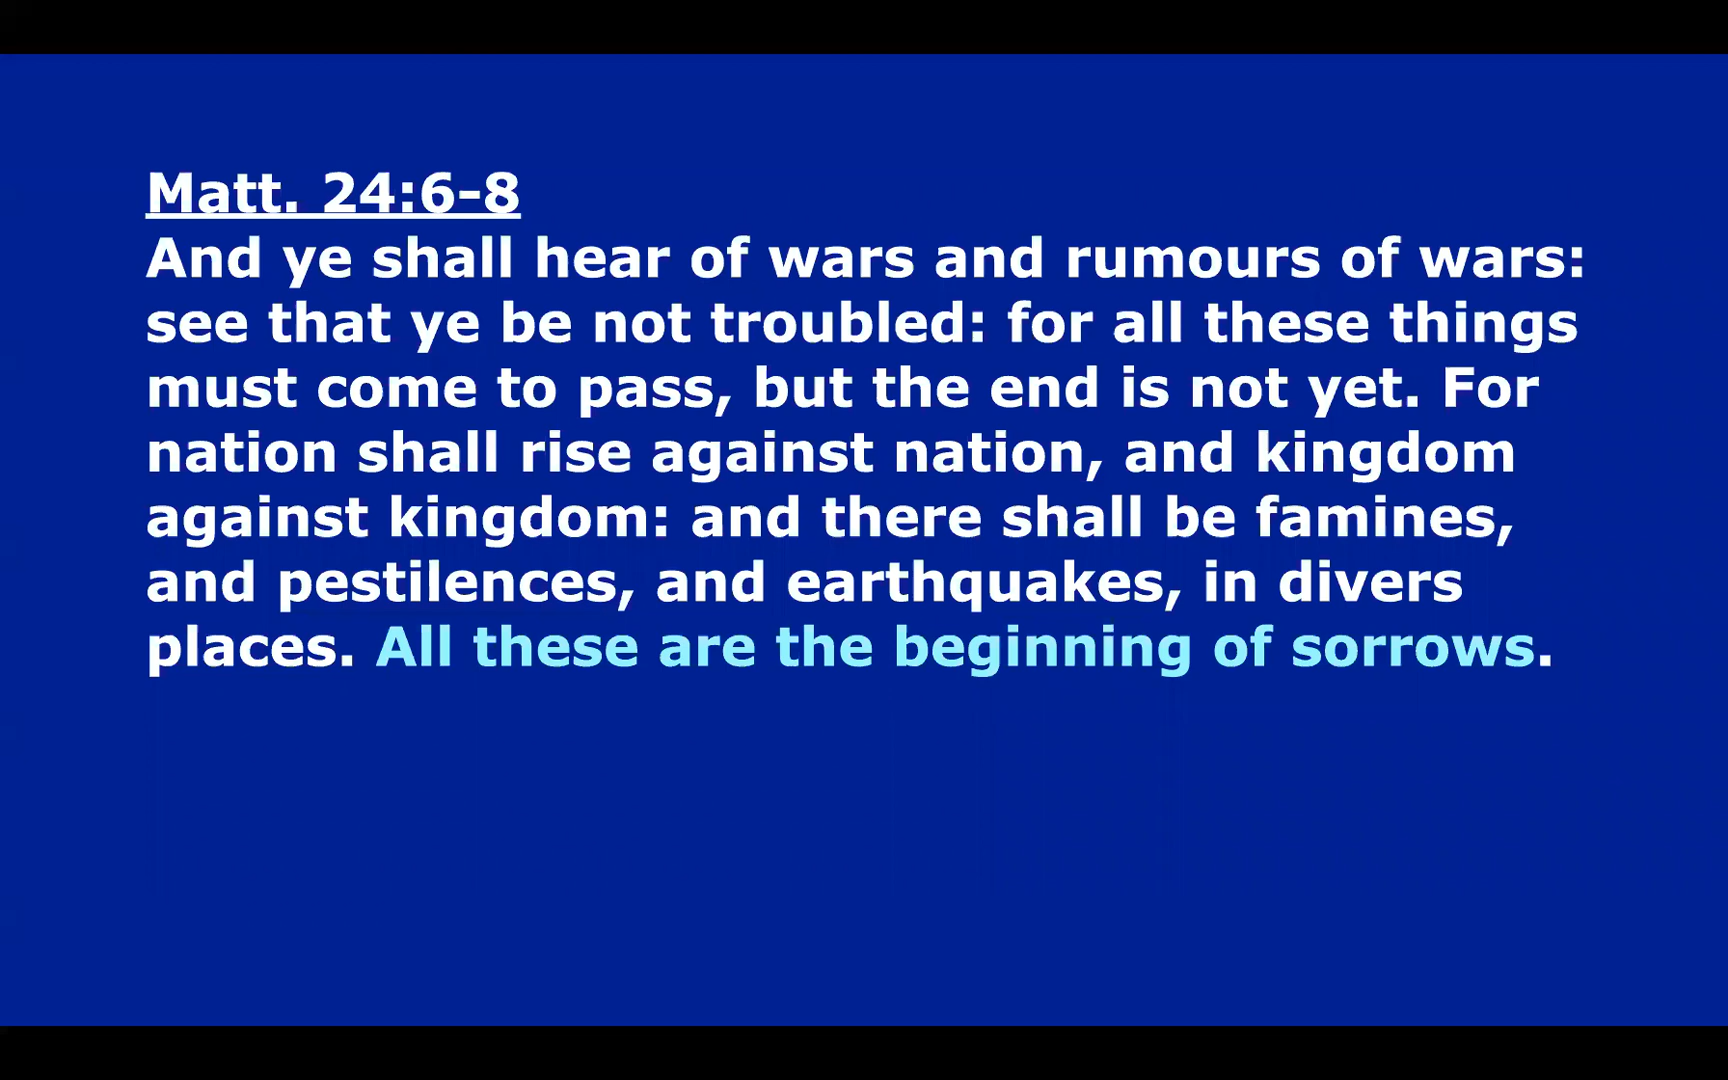 Matt. 24:6-8
And ye shall hear of wars and rumours of wars:
see that ye be not troubled: for all these things
must come to pass, but the end is not yet. For
nation shall rise against nation, and kingdom
against kingdom: and there shall be famines,
and pestilences, and earthquakes, in divers
places. All these are the beginning of sorrows.